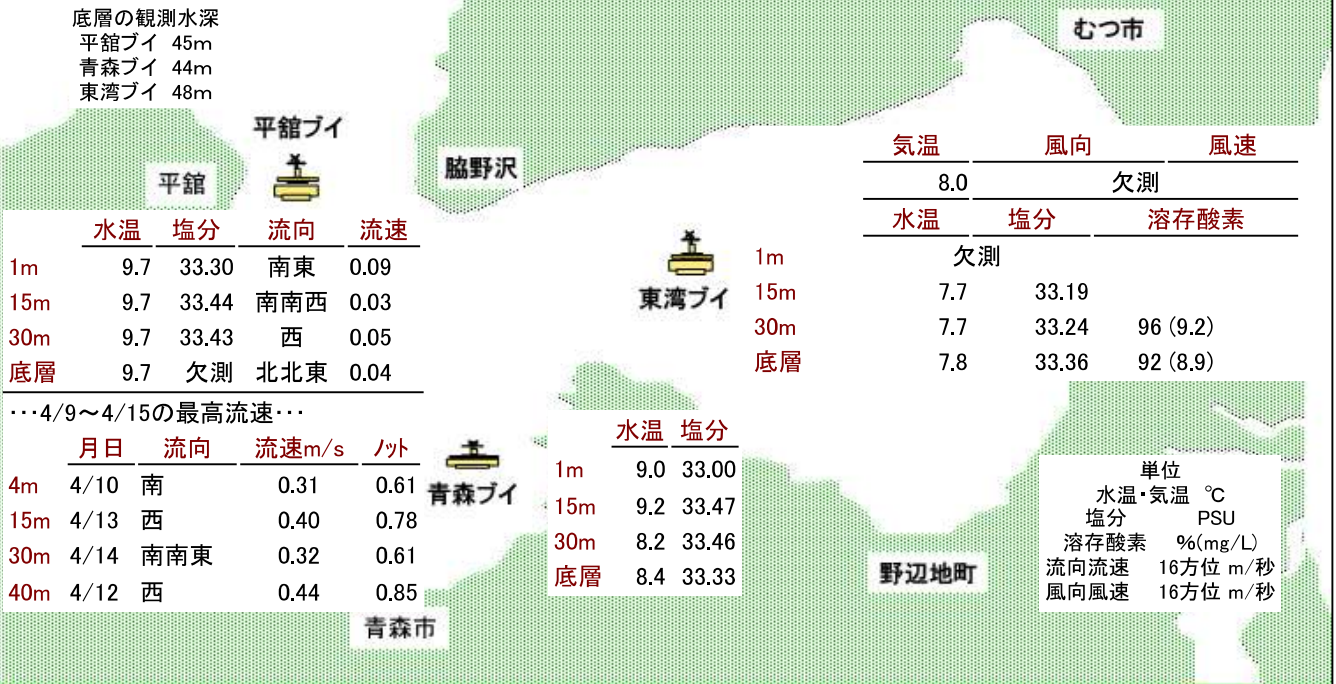 底層の観測水深
平舘ブイ 45m
青森ブイ 44m
東湾ブイ 48m
むつ市
平舘ブイ
脇野沢
平舘
水温 塩分 流向 流速
1m 9.7 33.30 南東 0.09
15m 9.7 33.44 南南西 0.03
30m 9.7 33.43 西 0.05
底層 9.7 欠測 北北東 0.04
…4/9～4/15の最高流速…
月日 流向 流速m/s ﾉｯﾄ
4m 4/10 南 0.31 0.61
15m 4/13 西 0.40 0.78
30m 4/14 南南東 0.32 0.61
40m 4/12 西 0.44 0.85
気温 風向 風速
8.0 欠測
水温 塩分 溶存酸素
1m 欠測
15m 7.7 33.19
30m 7.7 33.24 96 (9.2)
底層 7.8 33.36 92 (8.9)
東湾ブイ
青森ブイ
水温 塩分
1m 9.0 33.00
15m 9.2 33.47
30m 8.2 33.46
底層 8.4 33.33
青森市
野辺地町
単位
水温・気温 ℃
塩分 PSU
溶存酸素 %(mg/L)
流向流速 16方位 m/秒
風向風速 16方位 m/秒